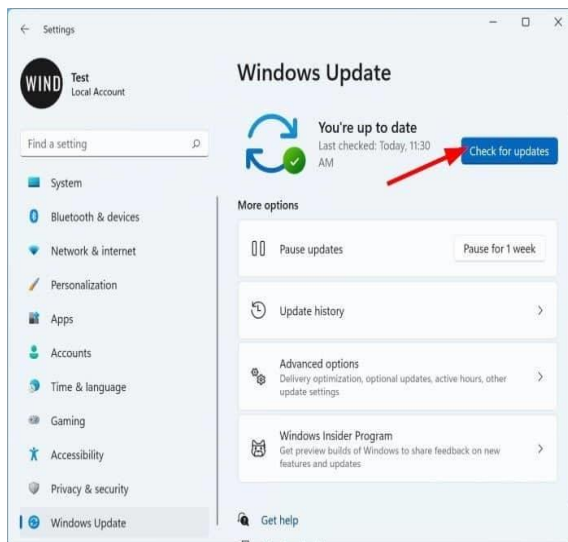 Settings
WIND
Test
Local Account
Find a setting
System
Bluetooth & devices
Network & internet
Personalization
Apps
Accounts
Time & language
Gaming
Accessibility
Privacy & security
Windows Update
Windows Update
You're up to date
Last checked: Today, 11:30
AM
Check for updates
More options
Pause updates
Pause for 1 week
Update history
Advanced options
Delivery optimization, optional updates, active hours, other
update settings
Windows Insider Program
Get preview builds of Windows to share feedback on new
features and updates
Get help